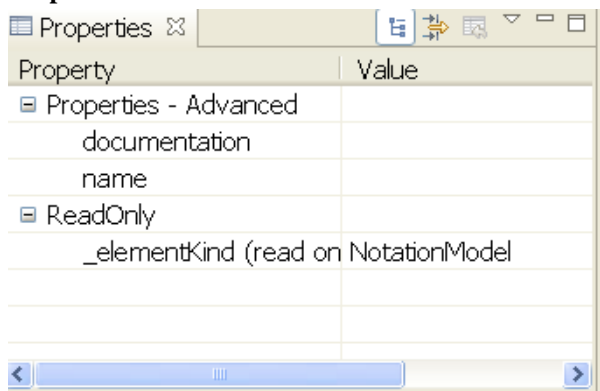 Properties
Property Value
Properties - Advanced
documentation
name
ReadOnly
_elementKind (read on NotationModel